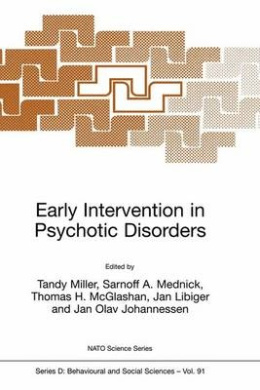 Early Intervention in
Psychotic Disorders
Edited by
Tandy Miller, Sarnoff A. Mednick,
Thomas H. McGlashan, Jan Libiger
and Jan Olav Johannessen
NATO Science Series
Series D: Behavioural and Social Sciences – Vol. 91